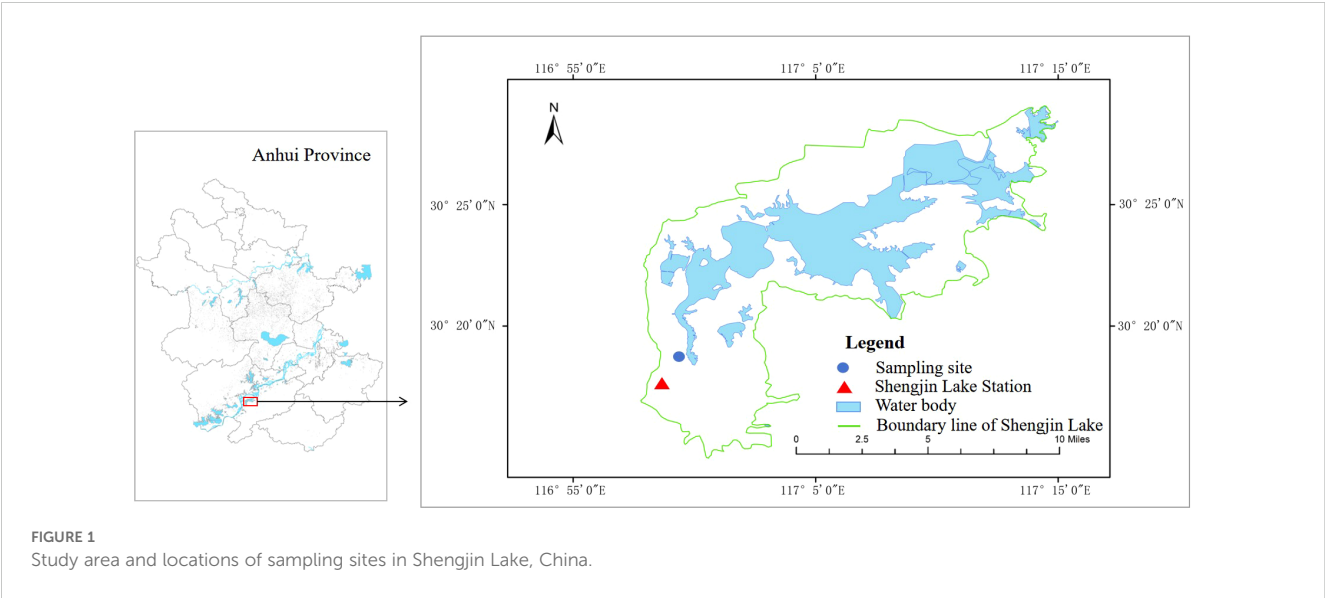 Anhui Province
116° 55′ 0″E 117° 5′ 0″E 117° 15′ 0″E
N
30° 25′ 0″N 30° 25′ 0″N
30° 20′ 0″N 30° 20′ 0″N
Legend
Sampling site
Shengjin Lake Station
Water body
Boundary line of Shengjin Lake
0 2.5 5 10 Miles
116° 55′ 0″E 117° 5′ 0″E 117° 15′ 0″E
FIGURE 1
Study area and locations of sampling sites in Shengjin Lake, China.